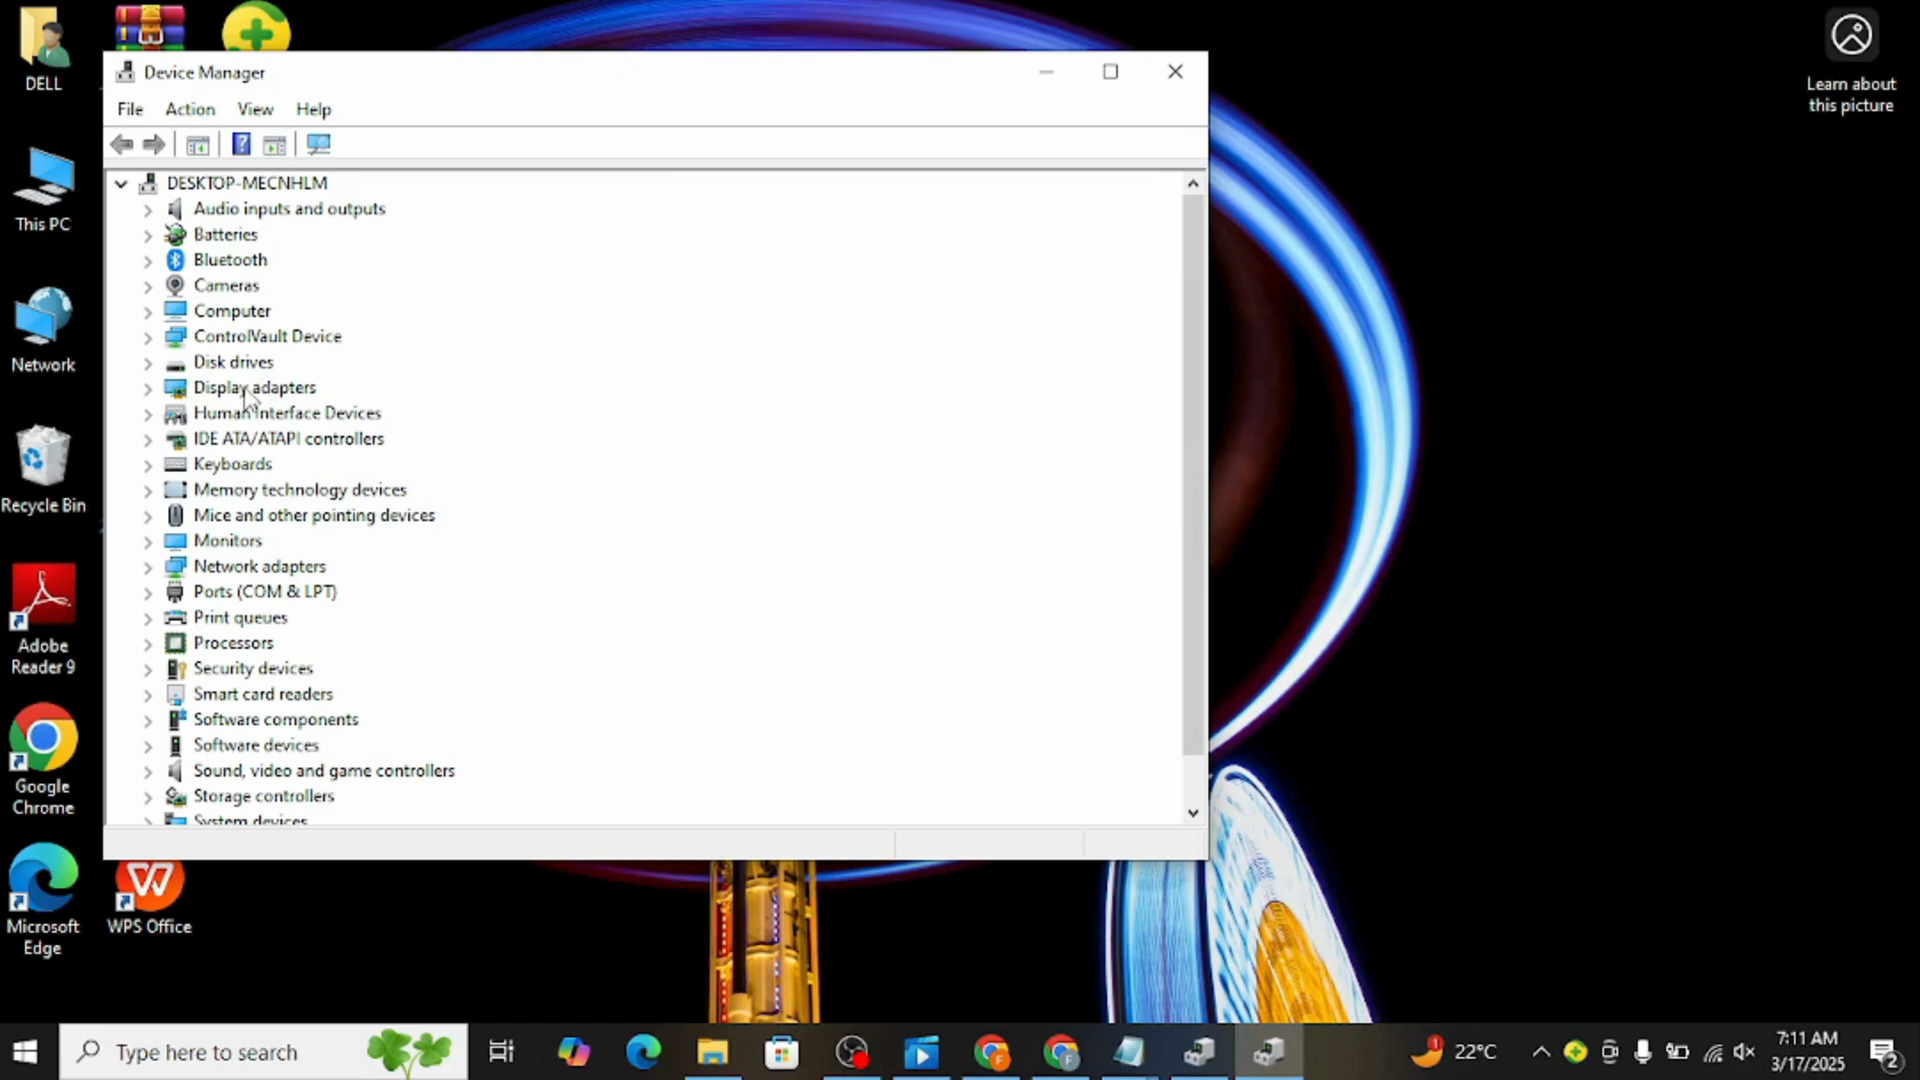 DELL
This PC
Network
Recycle Bin
Adobe
Reader 9
Google
Chrome
Microsoft
Edge
WPS Office
Device Manager
File Action View Help
DESKTOP-MECNHLM
Audio inputs and outputs
Batteries
Bluetooth
Cameras
Computer
ControlVault Device
Disk drives
Display adapters
Human Interface Devices
IDE ATA/ATAPI controllers
Keyboards
Memory technology devices
Mice and other pointing devices
Monitors
Network adapters
Ports (COM & LPT)
Print queues
Processors
Security devices
Smart card readers
Software components
Software devices
Sound, video and game controllers
Storage controllers
System devices
Learn about
this picture
Type here to search
1
22°C
7:11 AM
3/17/2025
2